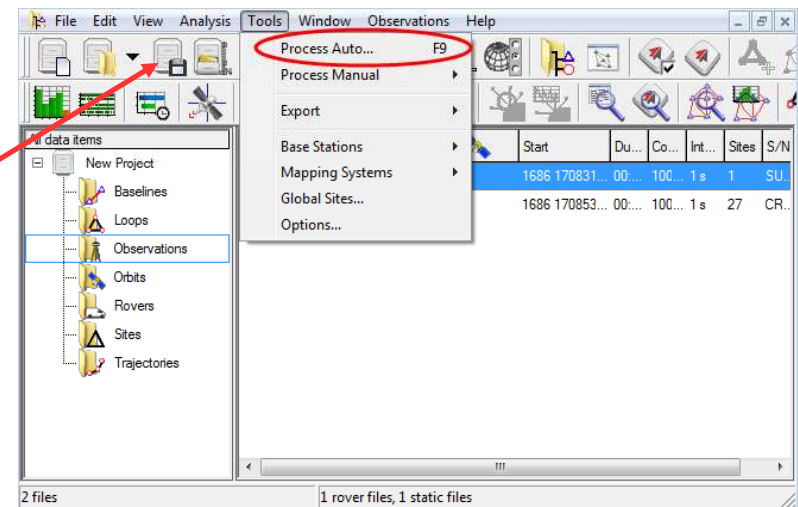 File Edit View Analysis Tools Window Observations Help
Process Auto... F9
Process Manual
Export
Base Stations
Mapping Systems
Global Sites...
Options...
All data items
New Project
Baselines
Loops
Observations
Orbits
Rovers
Sites
Trajectories
Start Du... Co... Int... Sites S/N
1686 170831... 00:... 100... 1 s 1 SU...
1686 170853... 00:... 100... 1 s 27 CR...
2 files
1 rover files, 1 static files